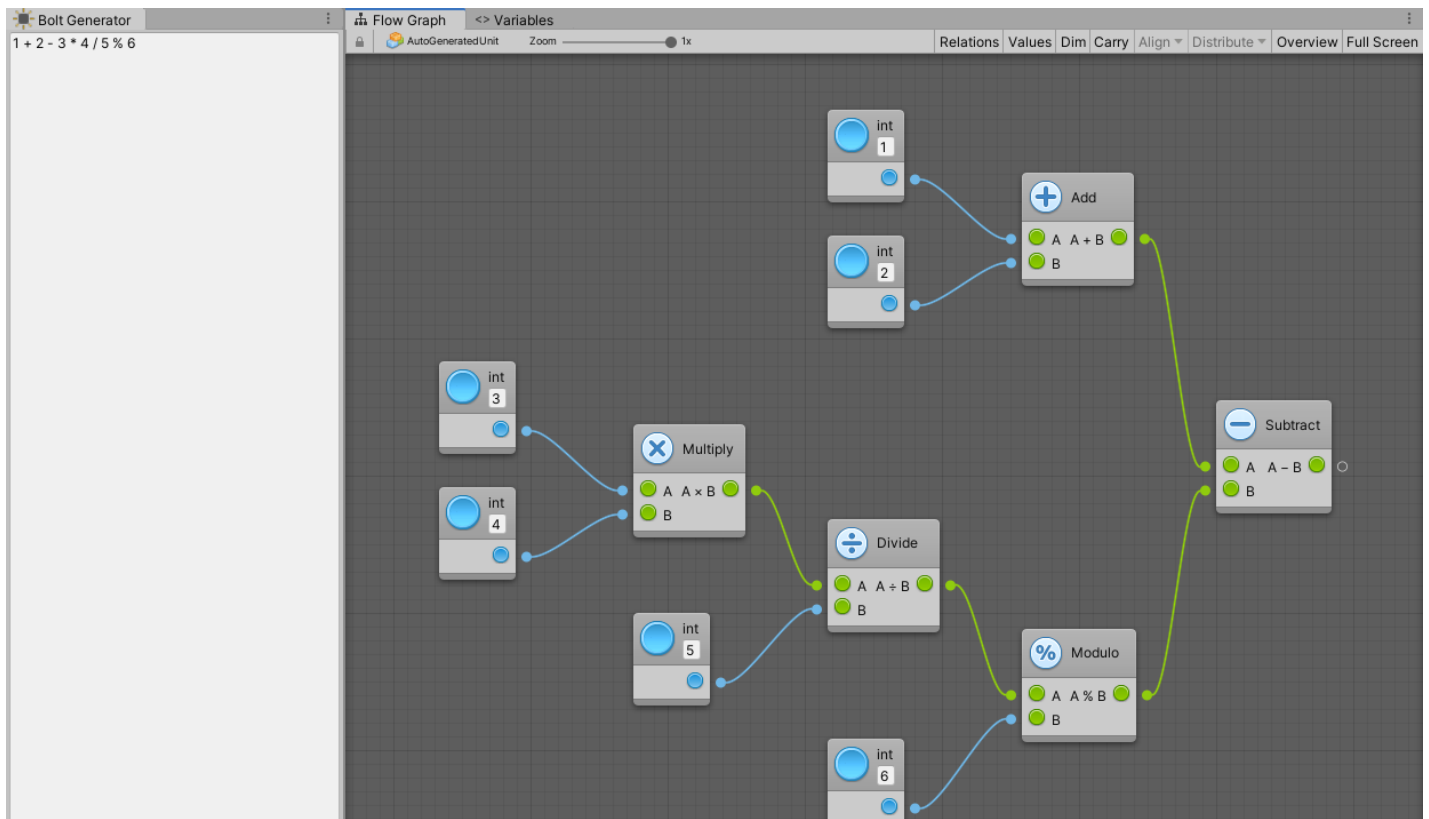 Bolt Generator
1 + 2 - 3 * 4 / 5 % 6
Flow Graph <> Variables
AutoGeneratedUnit Zoom 1x Relations Values Dim Carry Align Distribute Overview Full Screen
int
1
int
2
+ Add
A A + B
B
int
3
int
4
× Multiply
A A × B
B
int
5
÷ Divide
A A ÷ B
B
int
6
% Modulo
A A % B
B
− Subtract
A A − B
B